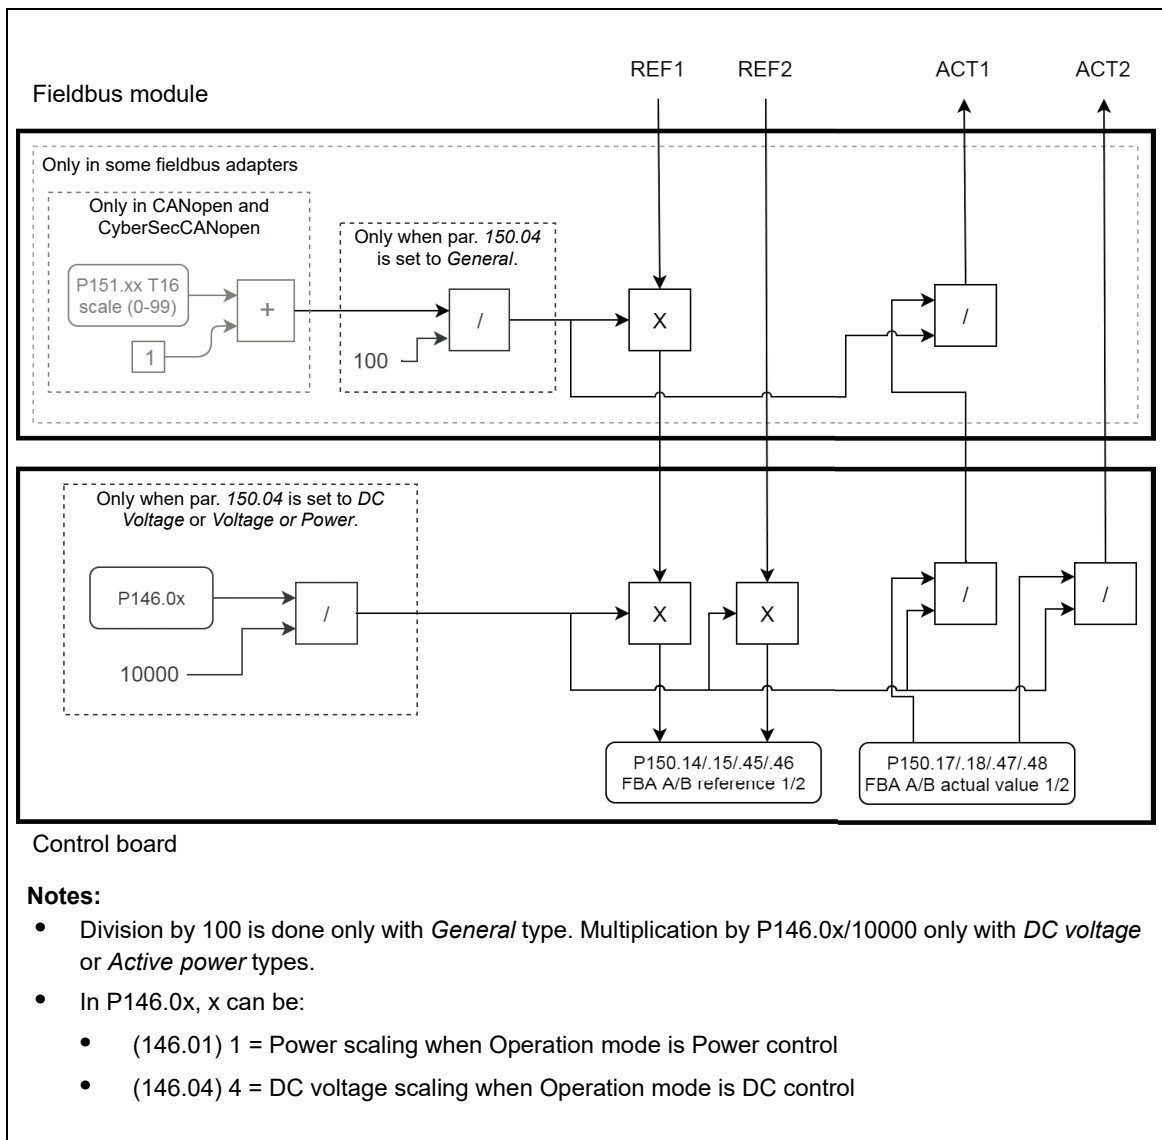 REF1 REF2 ACT1 ACT2
Fieldbus module
Only in some fieldbus adapters
Only in CANopen and
CyberSecCANopen
Only when par. 150.04
is set to General.
P151.xx T16
scale (0-99)
+
/
X
/
1
100
Only when par. 150.04 is set to DC
Voltage or Voltage or Power.
P146.0x
/
X
X
/
/
10000
P150.14/.15/.45/.46
FBA A/B reference 1/2
P150.17/.18/.47/.48
FBA A/B actual value 1/2
Control board
Notes:
• Division by 100 is done only with General type. Multiplication by P146.0x/10000 only with DC voltage
or Active power types.
• In P146.0x, x can be:
• (146.01) 1 = Power scaling when Operation mode is Power control
• (146.04) 4 = DC voltage scaling when Operation mode is DC control